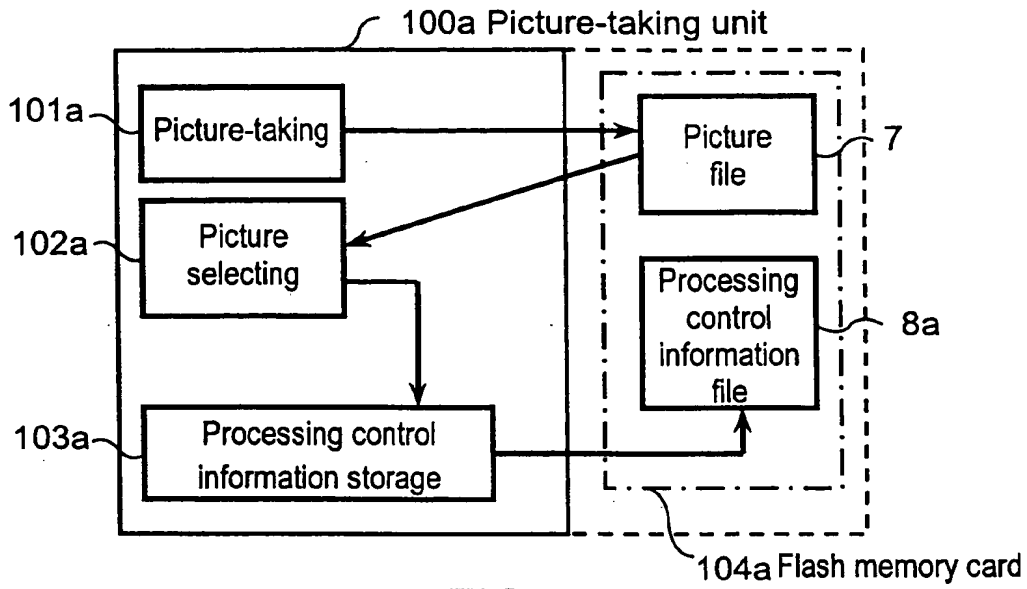 100a Picture-taking unit
101a
Picture-taking
Picture
file
7
102a
Picture
selecting
Processing
control
information
file
8a
103a
Processing control
information storage
104a Flash memory card